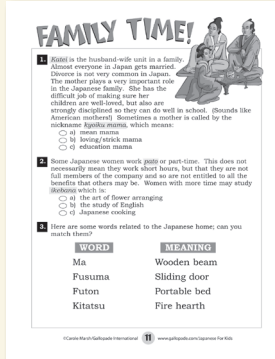 FAMILY TIME!
1. Katei is the husband-wife unit in a family.
Almost everyone in Japan gets married.
Divorce is not very common in Japan.
The mother plays a very important role
in the Japanese family. She has the
difficult job of making sure her
children are well-loved, but also are
strongly disciplined so they can do well in school. (Sounds like
American mothers!) Sometimes a mother is called by the
nickname kyoiku mama, which means:
a) mean mama
b) loving/strick mama
c) education mama
2. Some Japanese women work pato or part-time. This does not
necessarily mean they work short hours, but that they are not
full members of the company and so are not entitled to all the
benefits that others may be. Women with more time may study
ikebana which is:
a) the art of flower arranging
b) the study of English
c) Japanese cooking
3. Here are some words related to the Japanese home; can you
match them?
WORD MEANING
Ma Wooden beam
Fusuma Sliding door
Futon Portable bed
Kitatsu Fire hearth
©Carole Marsh/Gallopade International 11 www.gallopade.com/Japanese For Kids